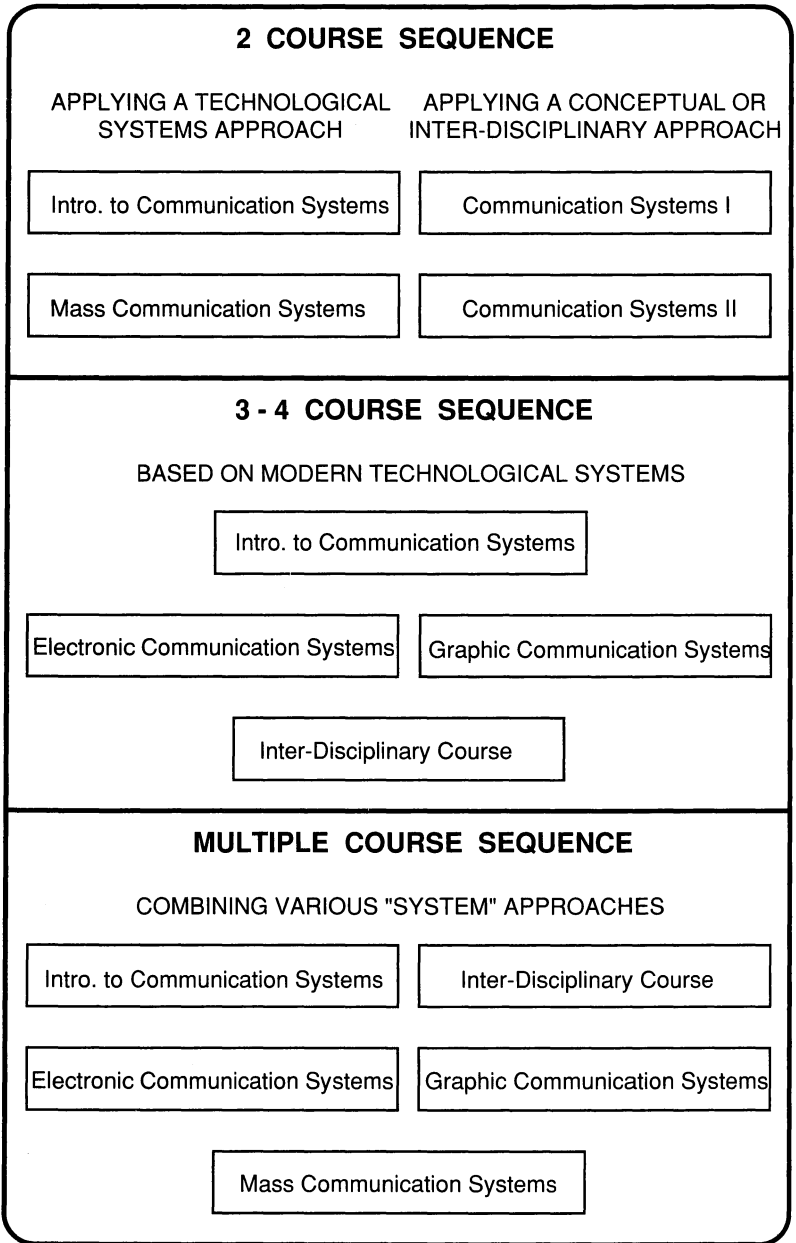 2 COURSE SEQUENCE
APPLYING A TECHNOLOGICAL
SYSTEMS APPROACH
APPLYING A CONCEPTUAL OR
INTER-DISCIPLINARY APPROACH
Intro. to Communication Systems
Communication Systems I
Mass Communication Systems
Communication Systems II
3 - 4 COURSE SEQUENCE
BASED ON MODERN TECHNOLOGICAL SYSTEMS
Intro. to Communication Systems
Electronic Communication Systems
Graphic Communication Systems
Inter-Disciplinary Course
MULTIPLE COURSE SEQUENCE
COMBINING VARIOUS "SYSTEM" APPROACHES
Intro. to Communication Systems
Inter-Disciplinary Course
Electronic Communication Systems
Graphic Communication Systems
Mass Communication Systems